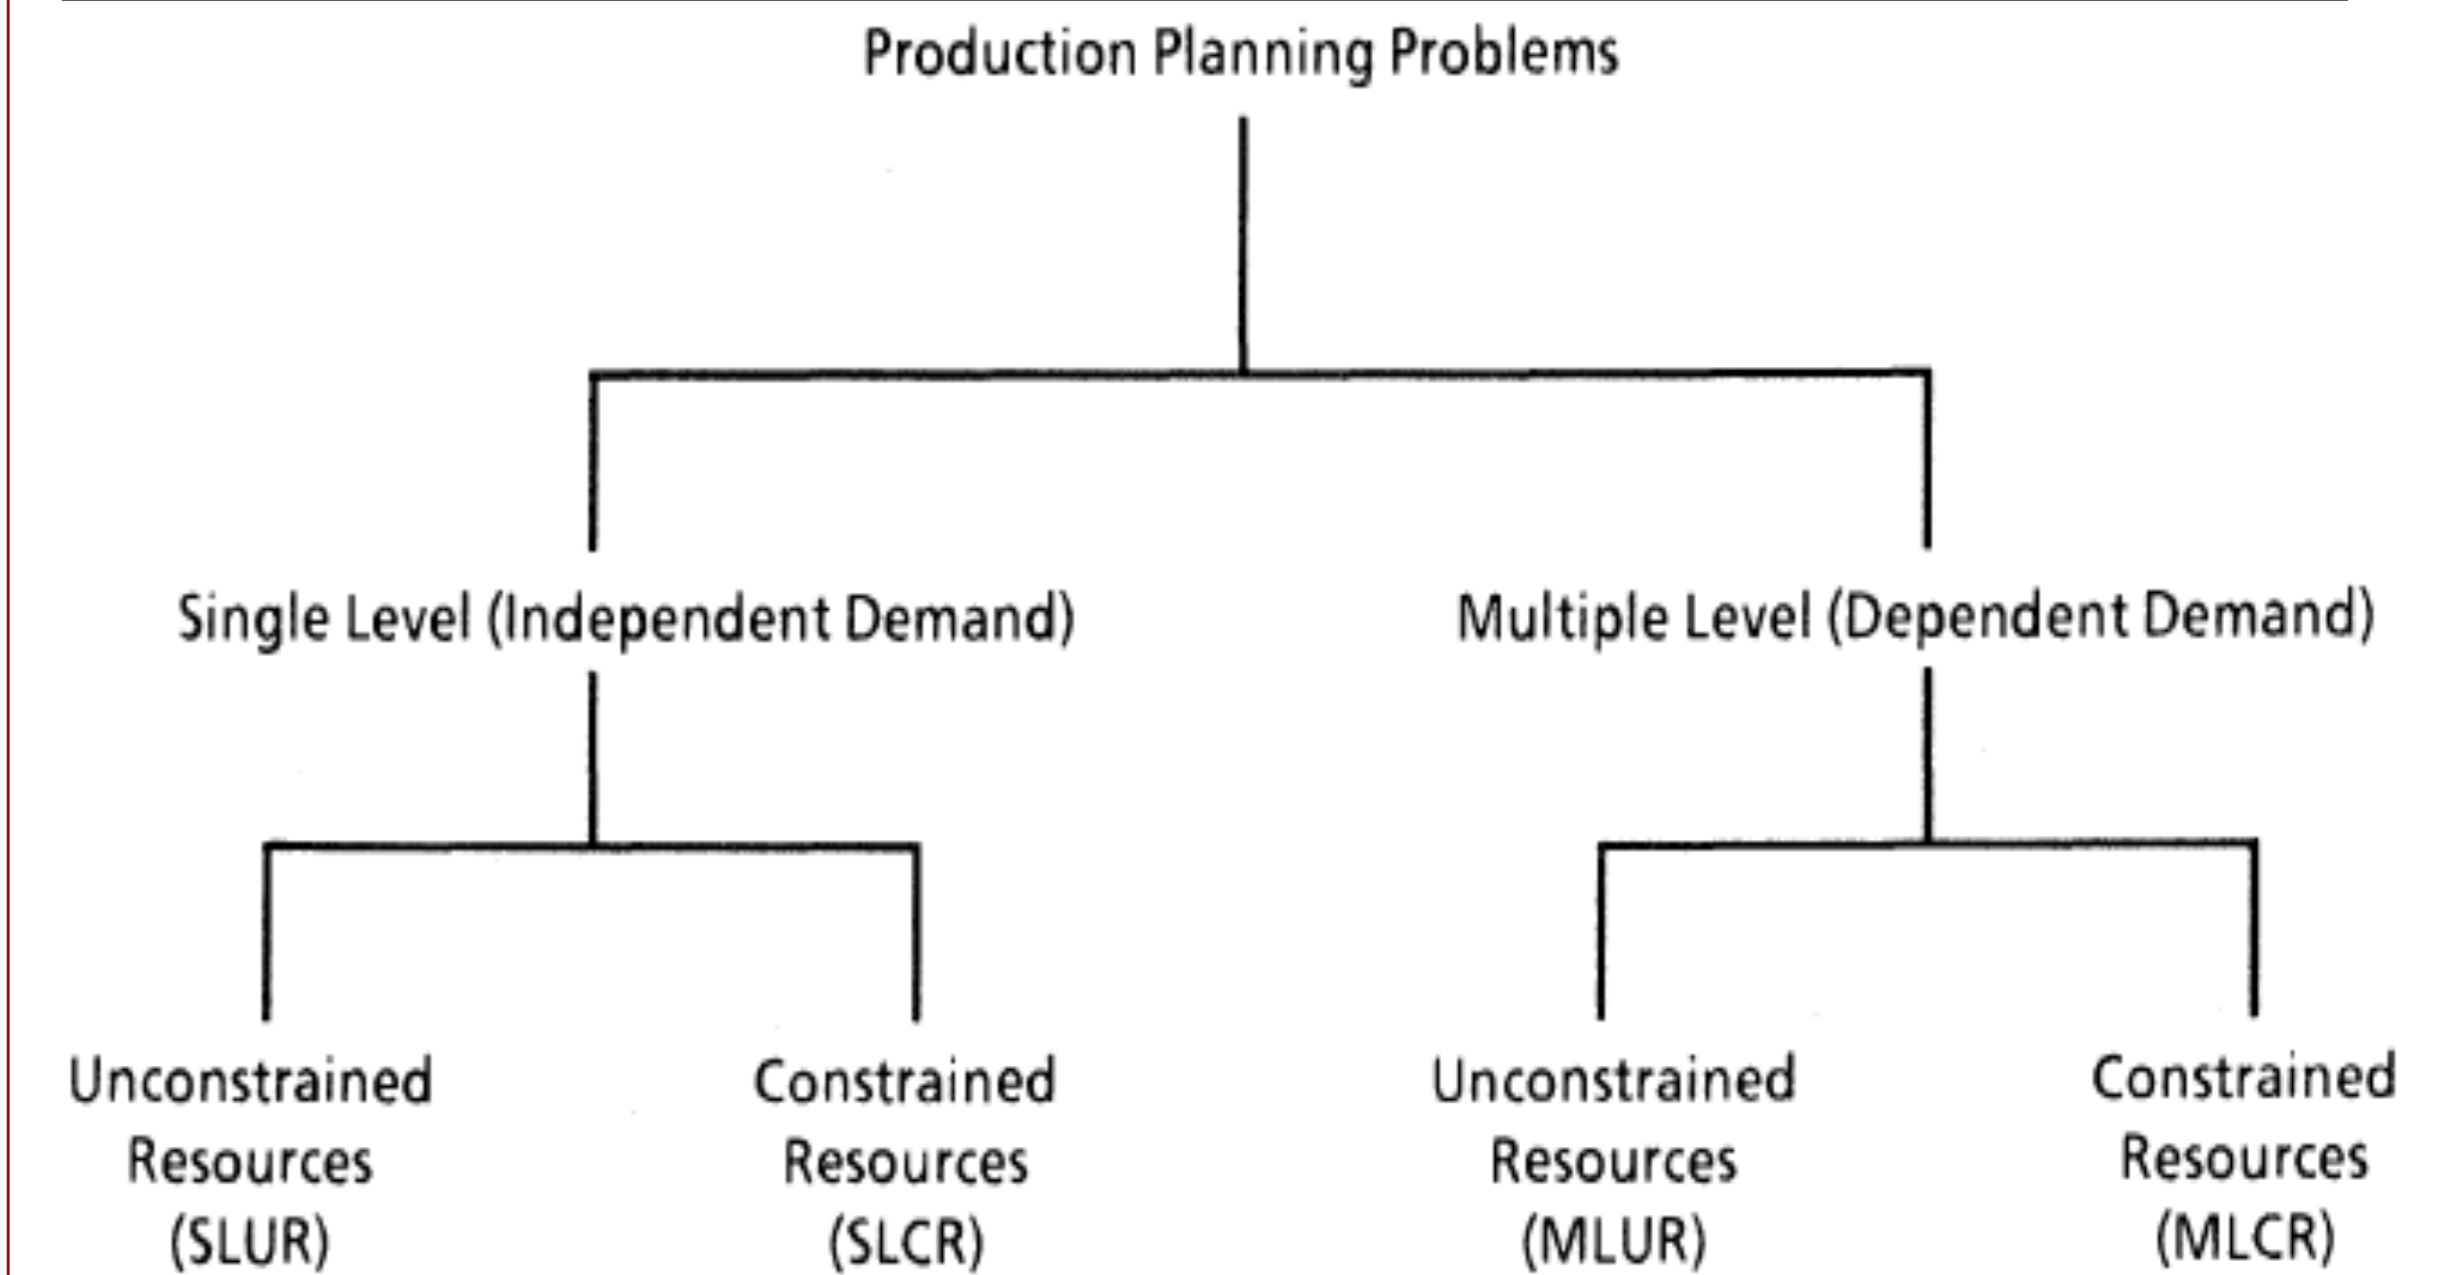 Production Planning Problems
Single Level (Independent Demand)
Multiple Level (Dependent Demand)
Unconstrained
Resources
(SLUR)
Constrained
Resources
(SLCR)
Unconstrained
Resources
(MLUR)
Constrained
Resources
(MLCR)